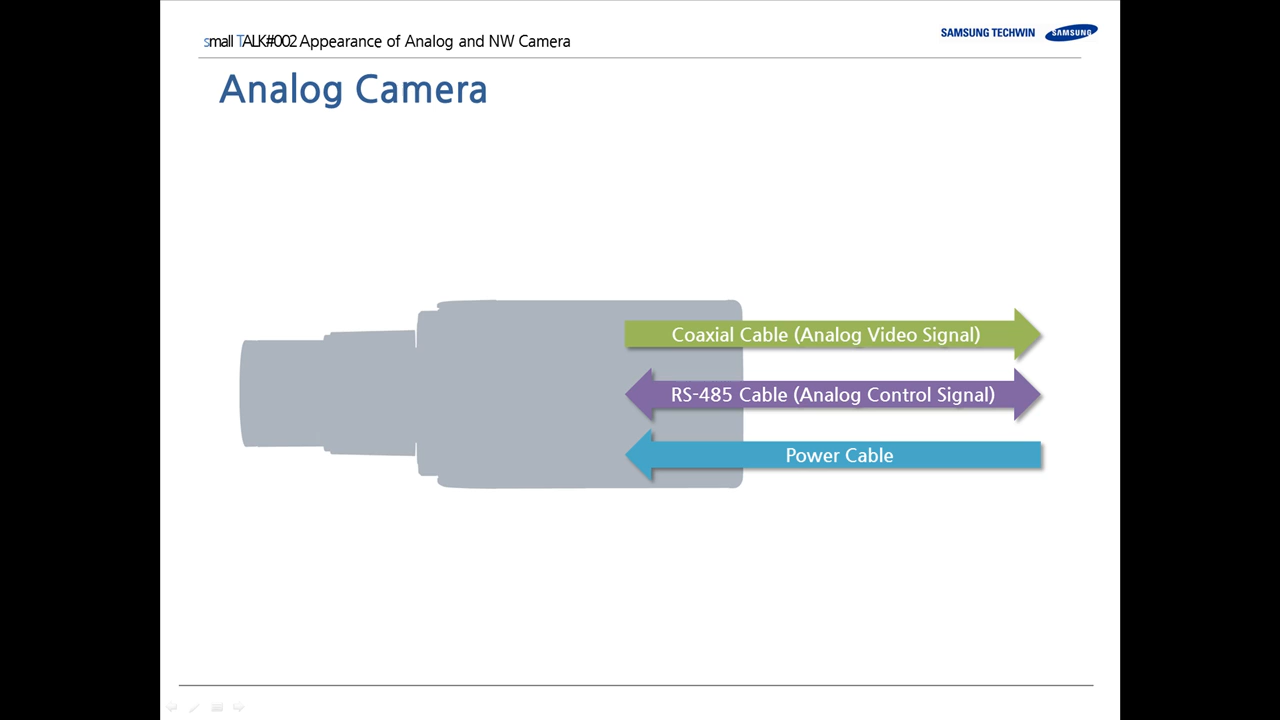 small TALK#002 Appearance of Analog and NW Camera
SAMSUNG TECHWIN
SAMSUNG
Analog Camera
Coaxial Cable (Analog Video Signal)
RS-485 Cable (Analog Control Signal)
Power Cable